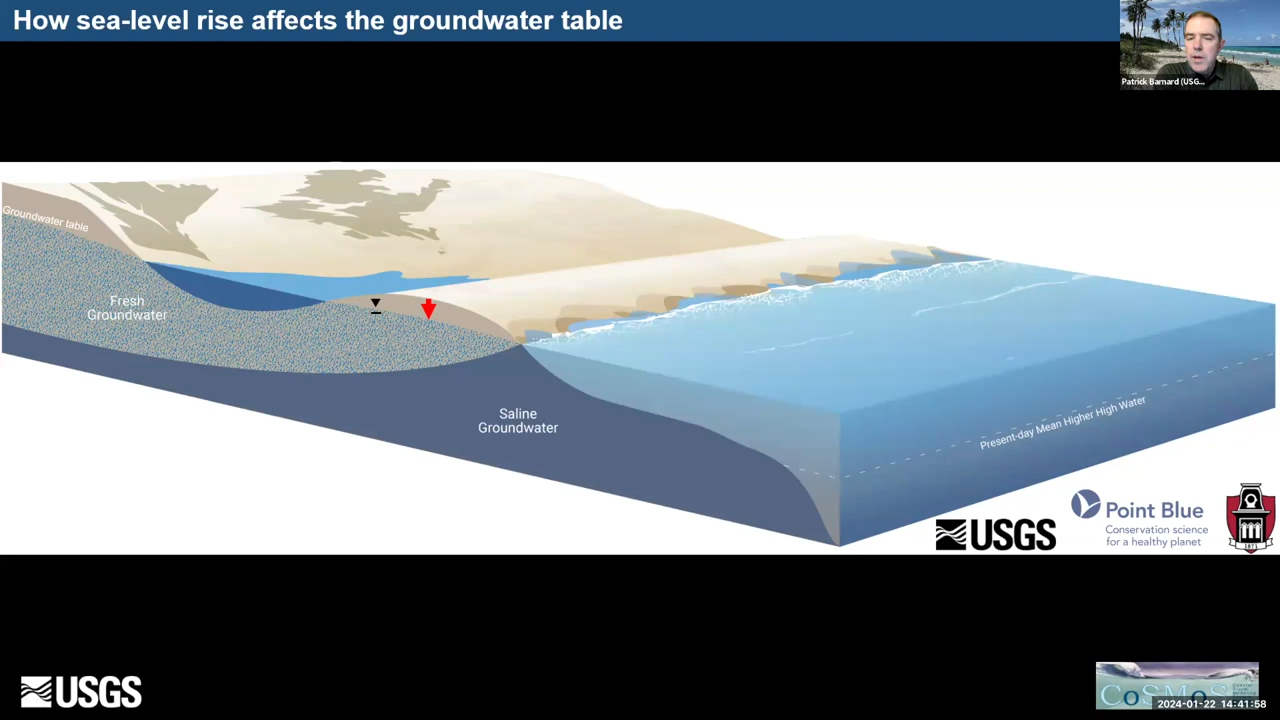 How sea-level rise affects the groundwater table
Patrick Barnard (USG...
Groundwater table
Fresh
Groundwater
Saline
Groundwater
Present-day Mean Higher High Water
USGS
Point Blue
Conservation science
for a healthy planet
1871
USGS
CoSMoS
2024-01-22 14:41:58